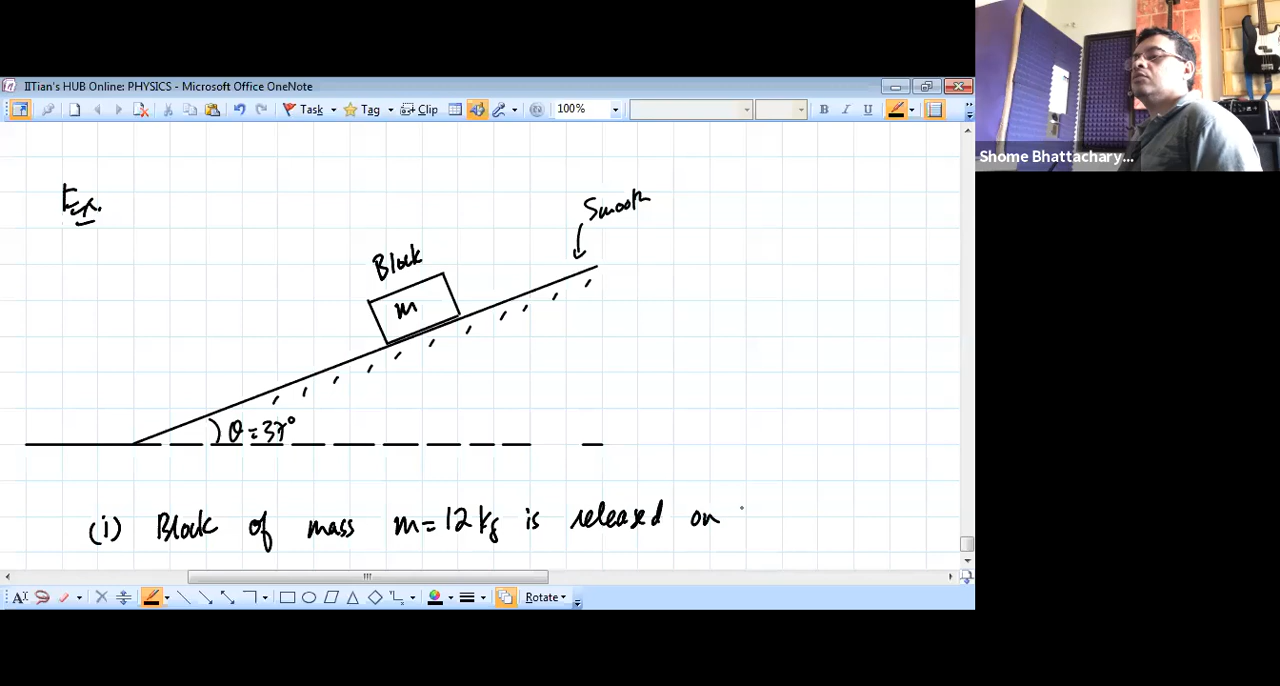 IITian's HUB Online: PHYSICS - Microsoft Office OneNote
Task Tag Clip 100% B I U
Shome Bhattachary...
Ex.
Smooth
Block
m
θ = 37°
(i) Block of mass m = 12 kg is released on
A Rotate